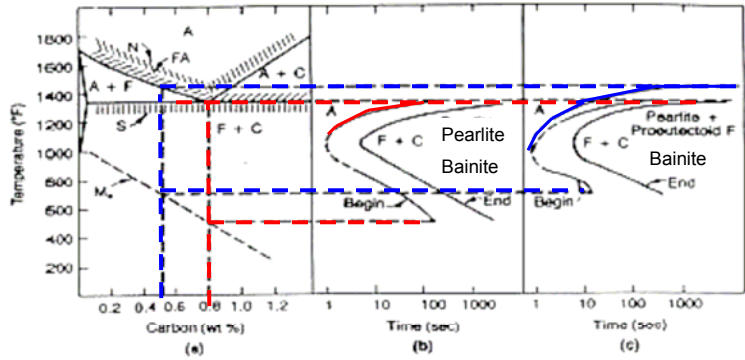 1800
1600
1400
1200
1000
800
600
400
200
Temperature (°F)
A
N
FA
A + F
A + C
S
F + C
0.2 0.4 0.6 0.8 1.0 1.2
Carbon (wt %)
(a)
A
F + C
Pearlite
Bainite
Begin
End
1 10 100 1000
Time (sec)
(b)
A
Pearlite +
Proeutectoid F
F + C
Bainite
Begin
End
1 10 100 1000
Time (sec)
(c)